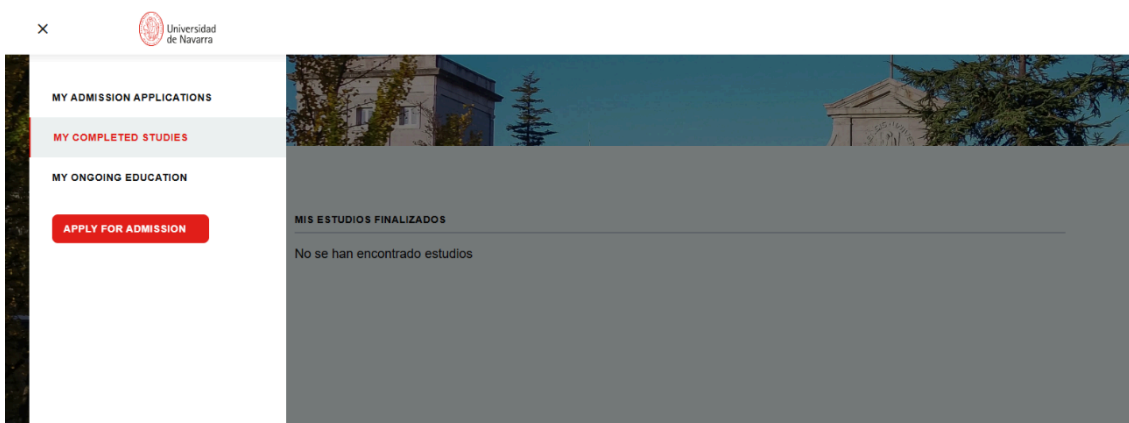 ×
Universidad
de Navarra
MY ADMISSION APPLICATIONS
MY COMPLETED STUDIES
MY ONGOING EDUCATION
APPLY FOR ADMISSION
MIS ESTUDIOS FINALIZADOS
No se han encontrado estudios